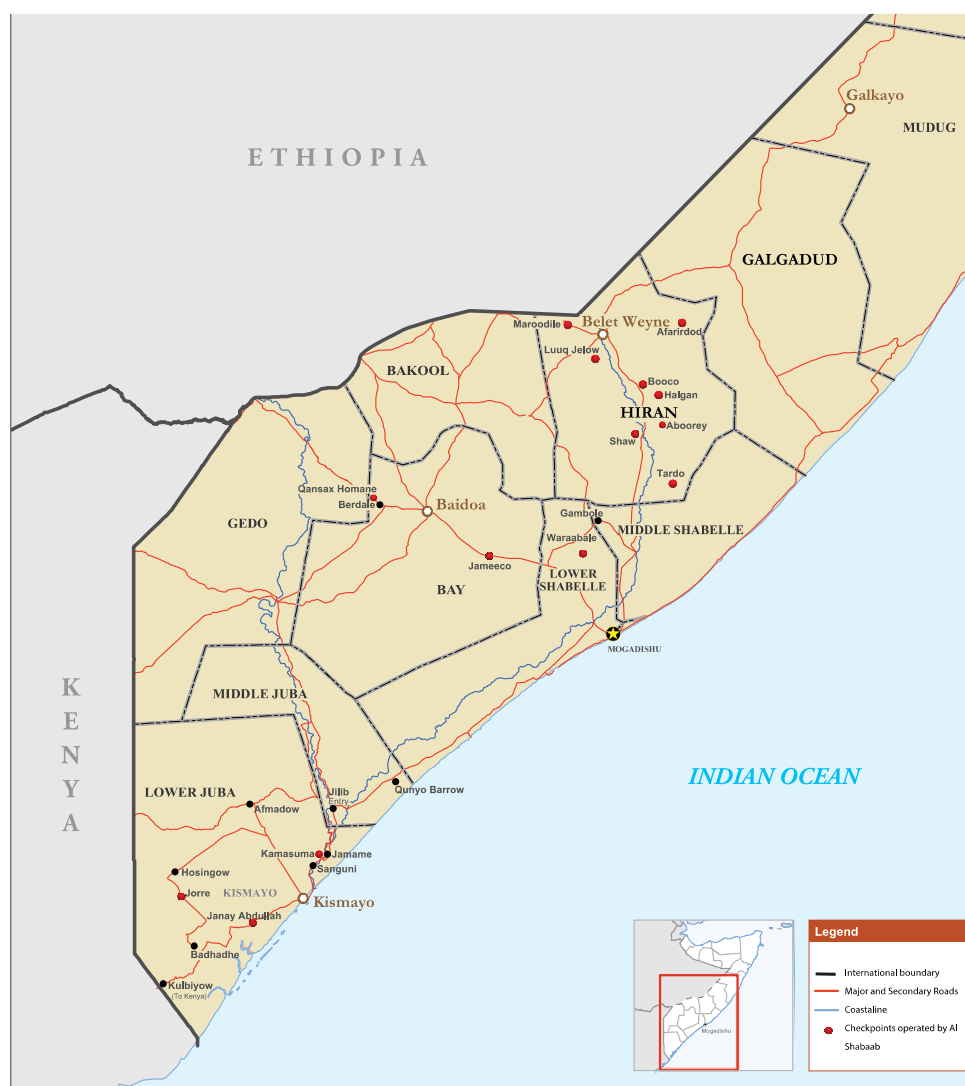 Galkayo
MUDUG
ETHIOPIA
GALGADUD
Maroodile
Belet Weyne
Afarirdod
Luuq Jelow
BAKOOL
Booco
Halgan
HIRAN
Aboorey
Shaw
Tardo
Qansax Homane
Berdale
Baidoa
GEDO
Gambole
MIDDLE SHABELLE
Waraabale
Jameeco
LOWER
SHABELLE
BAY
MOGADISHU
KENYA
MIDDLE JUBA
INDIAN OCEAN
LOWER JUBA
Jilib
Entry
Qunyo Barrow
Afmadow
Kamasuma
Jamame
Sanguni
Hosingow
Jorre
KISMAYO
Kismayo
Janay Abdullah
Badhadhe
Kulbiyow
(To Kenya)
Mogadishu
Legend
International boundary
Major and Secondary Roads
Coastaline
Checkpoints operated by Al
Shabaab